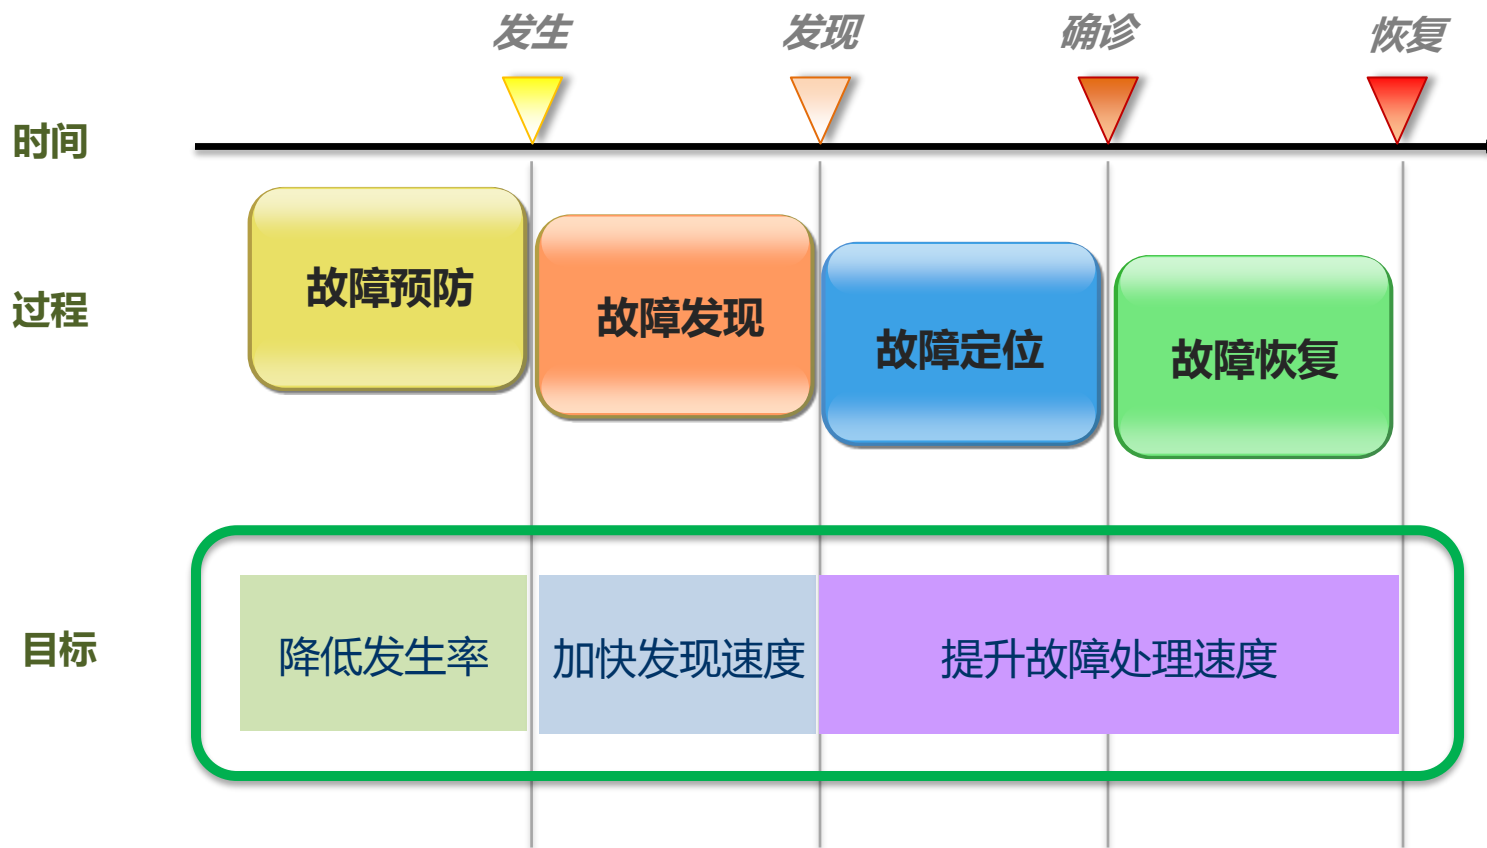 发生
发现
确诊
恢复
时间
过程
故障预防
故障发现
故障定位
故障恢复
目标
降低发生率
加快发现速度
提升故障处理速度